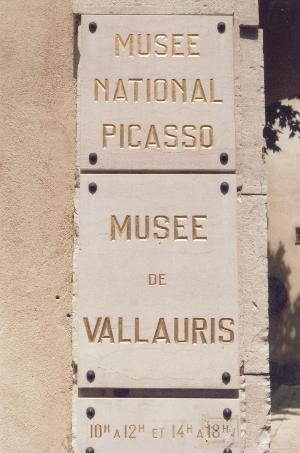 MUSEE
NATIONAL
PICASSO
MUSEE
DE
VALLAURIS
10H A 12H ET 14H A 18H